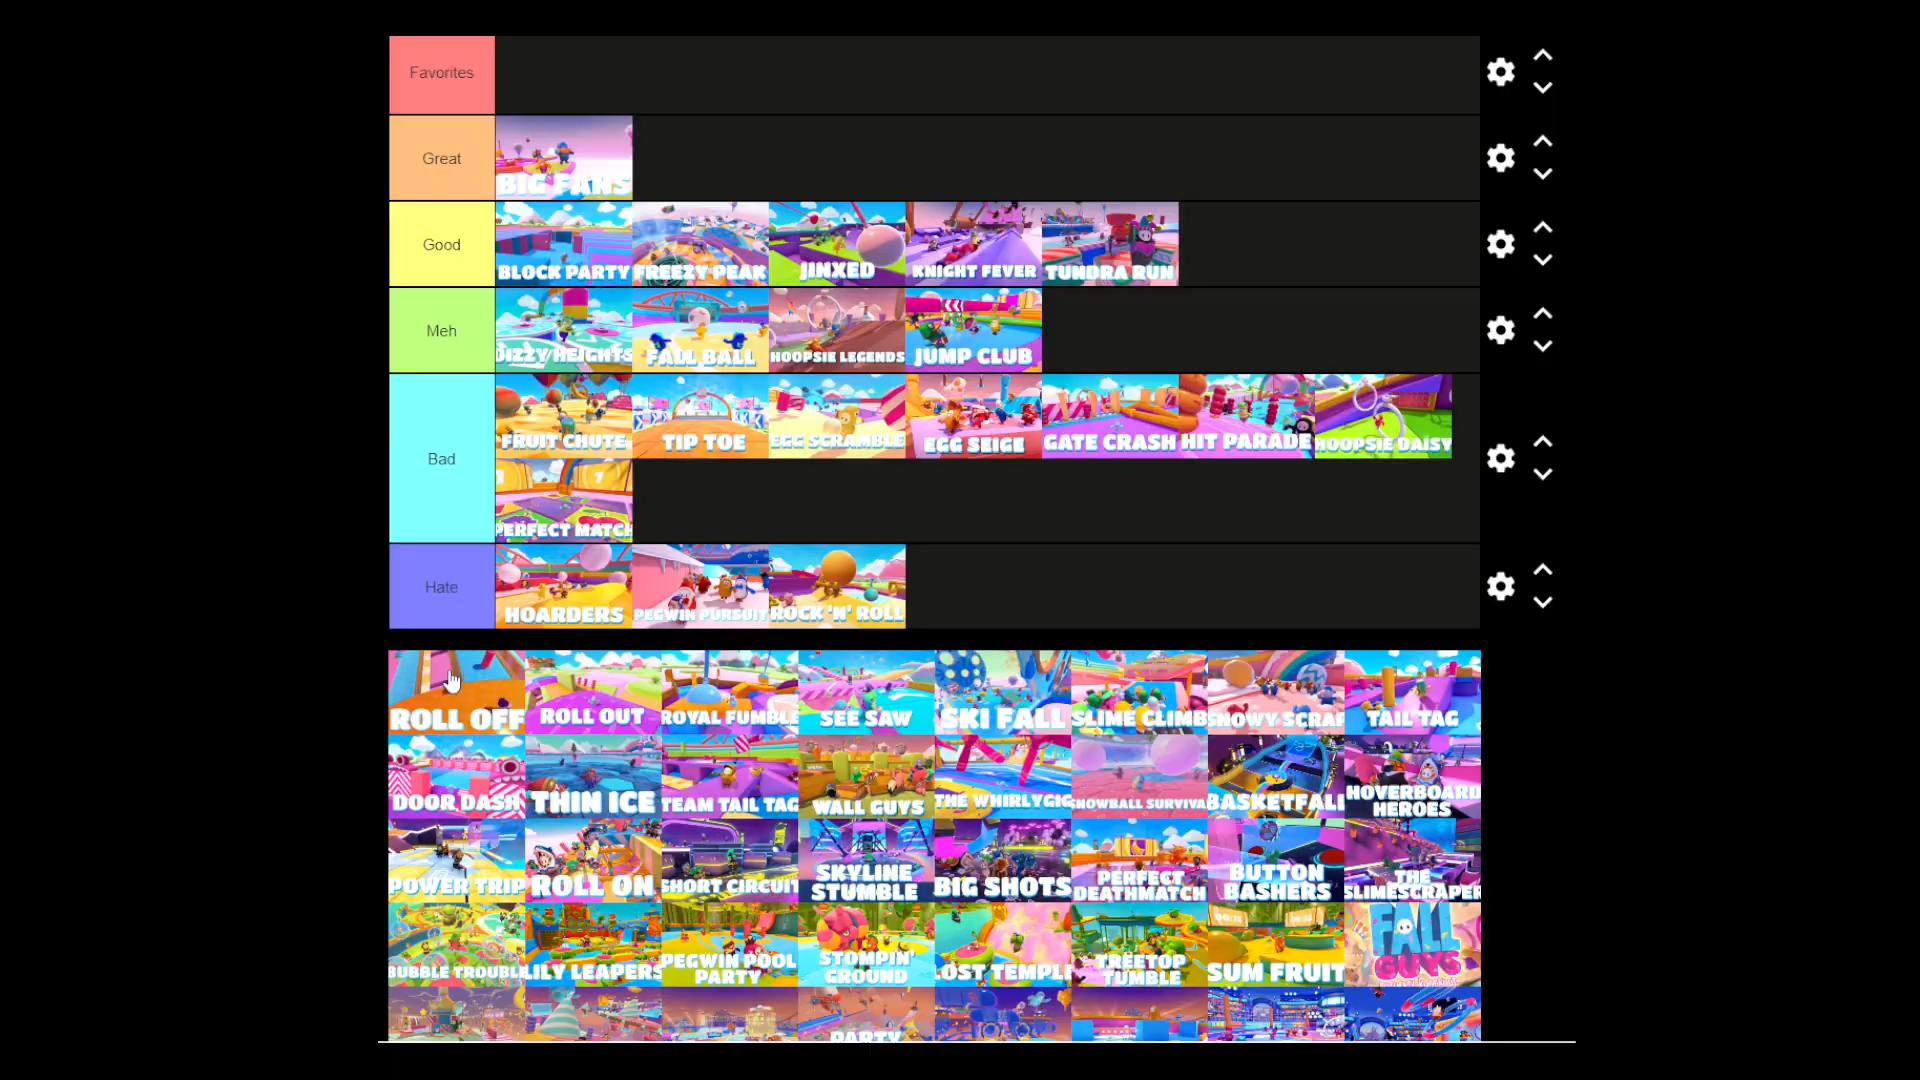 Favorites
Great
BIG FANS
Good
BLOCK PARTY
FREEZY PEAK
JINXED
KNIGHT FEVER
TUNDRA RUN
Meh
DIZZY HEIGHTS
FALL BALL
HOOPSIE LEGENDS
JUMP CLUB
Bad
FRUIT CHUTE
TIP TOE
EGG SCRAMBLE
EGG SEIGE
GATE CRASH
HIT PARADE
HOOPSIE DAISY
PERFECT MATCH
Hate
HOARDERS
PEGWIN PURSUIT
ROCK 'N' ROLL
ROLL OFF
ROLL OUT
ROYAL FUMBLE
SEE SAW
SKI FALL
SLIME CLIMB
SNOWY SCRAP
TAIL TAG
DOOR DASH
THIN ICE
TEAM TAIL TAG
WALL GUYS
THE WHIRLYGIG
SNOWBALL SURVIVAL
BASKETFALL
HOVERBOARD
HEROES
POWER TRIP
ROLL ON
SHORT CIRCUIT
SKYLINE
STUMBLE
BIG SHOTS
PERFECT
DEATHMATCH
BUTTON
BASHERS
THE
SLIMESCRAPER
BUBBLE TROUBLE
LILY LEAPERS
PEGWIN POOL
PARTY
STOMPIN'
GROUND
LOST TEMPLE
TREETOP
TUMBLE
SUM FRUIT
FALL
GUYS
PARTY